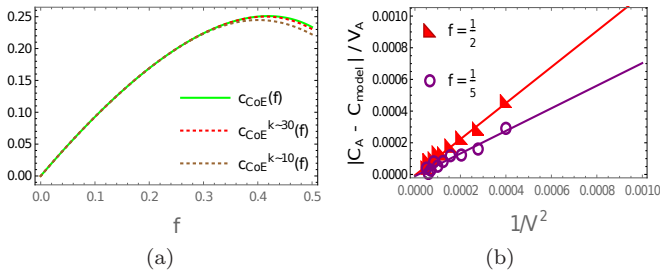 (a)
0.25
0.20
0.15
0.10
0.05
0.00
c_CoE(f)
c_CoE^k~30(f)
c_CoE^k~10(f)
0.0 0.1 0.2 0.3 0.4 0.5
f
(a)
(b)
|C_A - C_model| / V_A
0.0010
0.0008
0.0006
0.0004
0.0002
0.0000
f = 1/2
f = 1/5
0.0000 0.0002 0.0004 0.0006 0.0008 0.0010
1/V^2
(b)